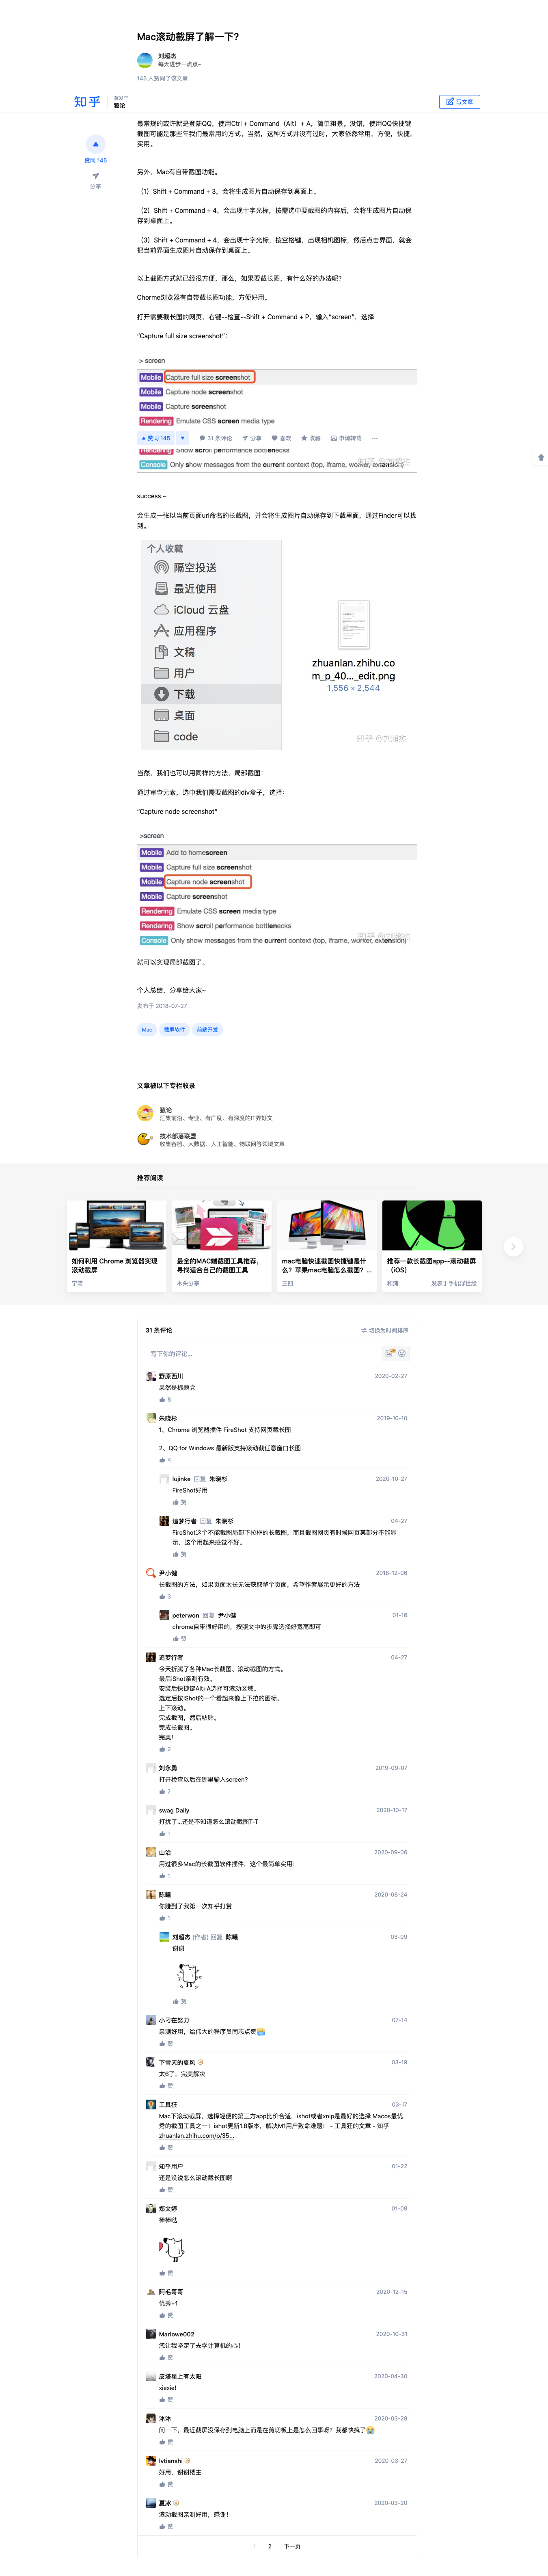 Mac滚动截屏了解一下?
刘超杰
每天进步一点点~
145 人赞同了该文章
知乎
首发于
猿论
写文章
最常规的或许就是登陆QQ，使用Ctrl + Command（Alt）+ A，简单粗暴。没错，使用QQ快捷键
截图可能是那些年我们最常用的方式。当然，这种方式并没有过时，大家依然常用，方便，快捷，
实用。
赞同 145
分享
另外，Mac有自带截图功能。
（1）Shift + Command + 3，会将生成图片自动保存到桌面上。
（2）Shift + Command + 4，会出现十字光标，按需选中要截图的内容后，会将生成图片自动保
存到桌面上。
（3）Shift + Command + 4，会出现十字光标，按空格键，出现相机图标，然后点击界面，就会
把当前界面生成图片自动保存到桌面上。
以上截图方式就已经很方便，那么，如果要截长图，有什么好的办法呢?
Chorme浏览器有自带截长图功能，方便好用。
打开需要截长图的网页，右键--检查--Shift + Command + P，输入“screen”，选择
“Capture full size screenshot”:
> screen
Mobile Capture full size screenshot
Mobile Capture node screenshot
Mobile Capture screenshot
Rendering Emulate CSS screen media type
赞同 145
31 条评论
分享
喜欢
收藏
申请转载
Rendering Show scroll performance bottlenecks
Console Only show messages from the current context (top, iframe, worker, extension)
知乎 @刘超杰
success ~
会生成一张以当前页面url命名的长截图，并会将生成图片自动保存到下载里面，通过Finder可以找
到。
个人收藏
隔空投送
最近使用
iCloud 云盘
应用程序
文稿
用户
下载
桌面
code
zhuanlan.zhihu.co
m_p_40..._edit.png
1,556 × 2,544
知乎 @刘超杰
当然，我们也可以用同样的方法，局部截图:
通过审查元素，选中我们需要截图的div盒子，选择:
“Capture node screenshot”
>screen
Mobile Add to homescreen
Mobile Capture full size screenshot
Mobile Capture node screenshot
Mobile Capture screenshot
Rendering Emulate CSS screen media type
Rendering Show scroll performance bottlenecks
Console Only show messages from the current context (top, iframe, worker, extension)
知乎 @刘超杰
就可以实现局部截图了。
个人总结，分享给大家~
发布于 2018-07-27
Mac
截屏软件
前端开发
文章被以下专栏收录
猿论
汇集前沿、专业、有广度、有深度的IT界好文
技术部落联盟
收集容器、大数据、人工智能、物联网等领域文章
推荐阅读
如何利用 Chrome 浏览器实现
滚动截屏
宁涛
最全的MAC端截图工具推荐，
寻找适合自己的截图工具
木头分享
mac电脑快速截图快捷键是什
么？苹果mac电脑怎么截图？...
三四
推荐一款长截图app--滚动截屏
（iOS）
和浦
发表于手机浮世绘
31 条评论
切换为时间排序
写下你的评论...
野原西川
2020-02-27
果然是标题党
8
朱晓杉
2019-10-10
1、Chrome 浏览器插件 FireShot 支持网页截长图
2、QQ for Windows 最新版支持滚动截任意窗口长图
4
lujinke 回复 朱晓杉
2020-10-27
FireShot好用
赞
追梦行者 回复 朱晓杉
04-27
FireShot这个不能截图局部下拉框的长截图，而且截图网页有时候网页某部分不能显
示，这个用起来感觉不好。
赞
尹小健
2018-12-06
长截图的方法，如果页面太长无法获取整个页面，希望作者展示更好的方法
3
peterwon 回复 尹小健
01-16
chrome自带很好用的，按照文中的步骤选择好宽高即可
赞
追梦行者
04-27
今天折腾了各种Mac长截图、滚动截图的方式。
最后iShot亲测有效。
安装后快捷键Alt+A选择可滚动区域。
选定后按IShot的一个看起来像上下拉的图标。
上下滚动。
完成截图，然后粘贴。
完成长截图。
完美！
2
刘永勇
2019-09-07
打开检查以后在哪里输入screen?
2
swag Daily
2020-10-17
打扰了...还是不知道怎么滚动截图T-T
1
山治
2020-09-06
用过很多Mac的长截图软件插件，这个最简单实用！
1
陈曦
2020-08-24
你赚到了我第一次知乎打赏
1
刘超杰 (作者) 回复 陈曦
03-09
谢谢
赞
小刁在努力
07-14
亲测好用，给伟大的程序员同志点赞
赞
下雪天的夏风
03-19
太6了，完美解决
赞
工具狂
03-17
Mac下滚动截屏，选择轻便的第三方app比价合适，ishot或者xnip是最好的选择 Macos最优
秀的截图工具之一！ishot更新1.8版本，解决M1用户致命难题！ - 工具狂的文章 - 知乎
zhuanlan.zhihu.com/p/35...
赞
知乎用户
01-22
还是没说怎么滚动截长图啊
赞
郑文婷
01-09
棒棒哒
赞
阿毛哥哥
2020-12-15
优秀+1
赞
Marlowe002
2020-10-31
您让我坚定了去学计算机的心！
赞
皮塔星上有太阳
2020-04-30
xiexie!
赞
沐沐
2020-03-28
问一下，最近截屏没保存到电脑上而是在剪切板上是怎么回事呀？我都快疯了
赞
lvtianshi
2020-03-27
好用，谢谢楼主
赞
夏冰
2020-03-20
滚动截图亲测好用，感谢！
赞
1
2
下一页